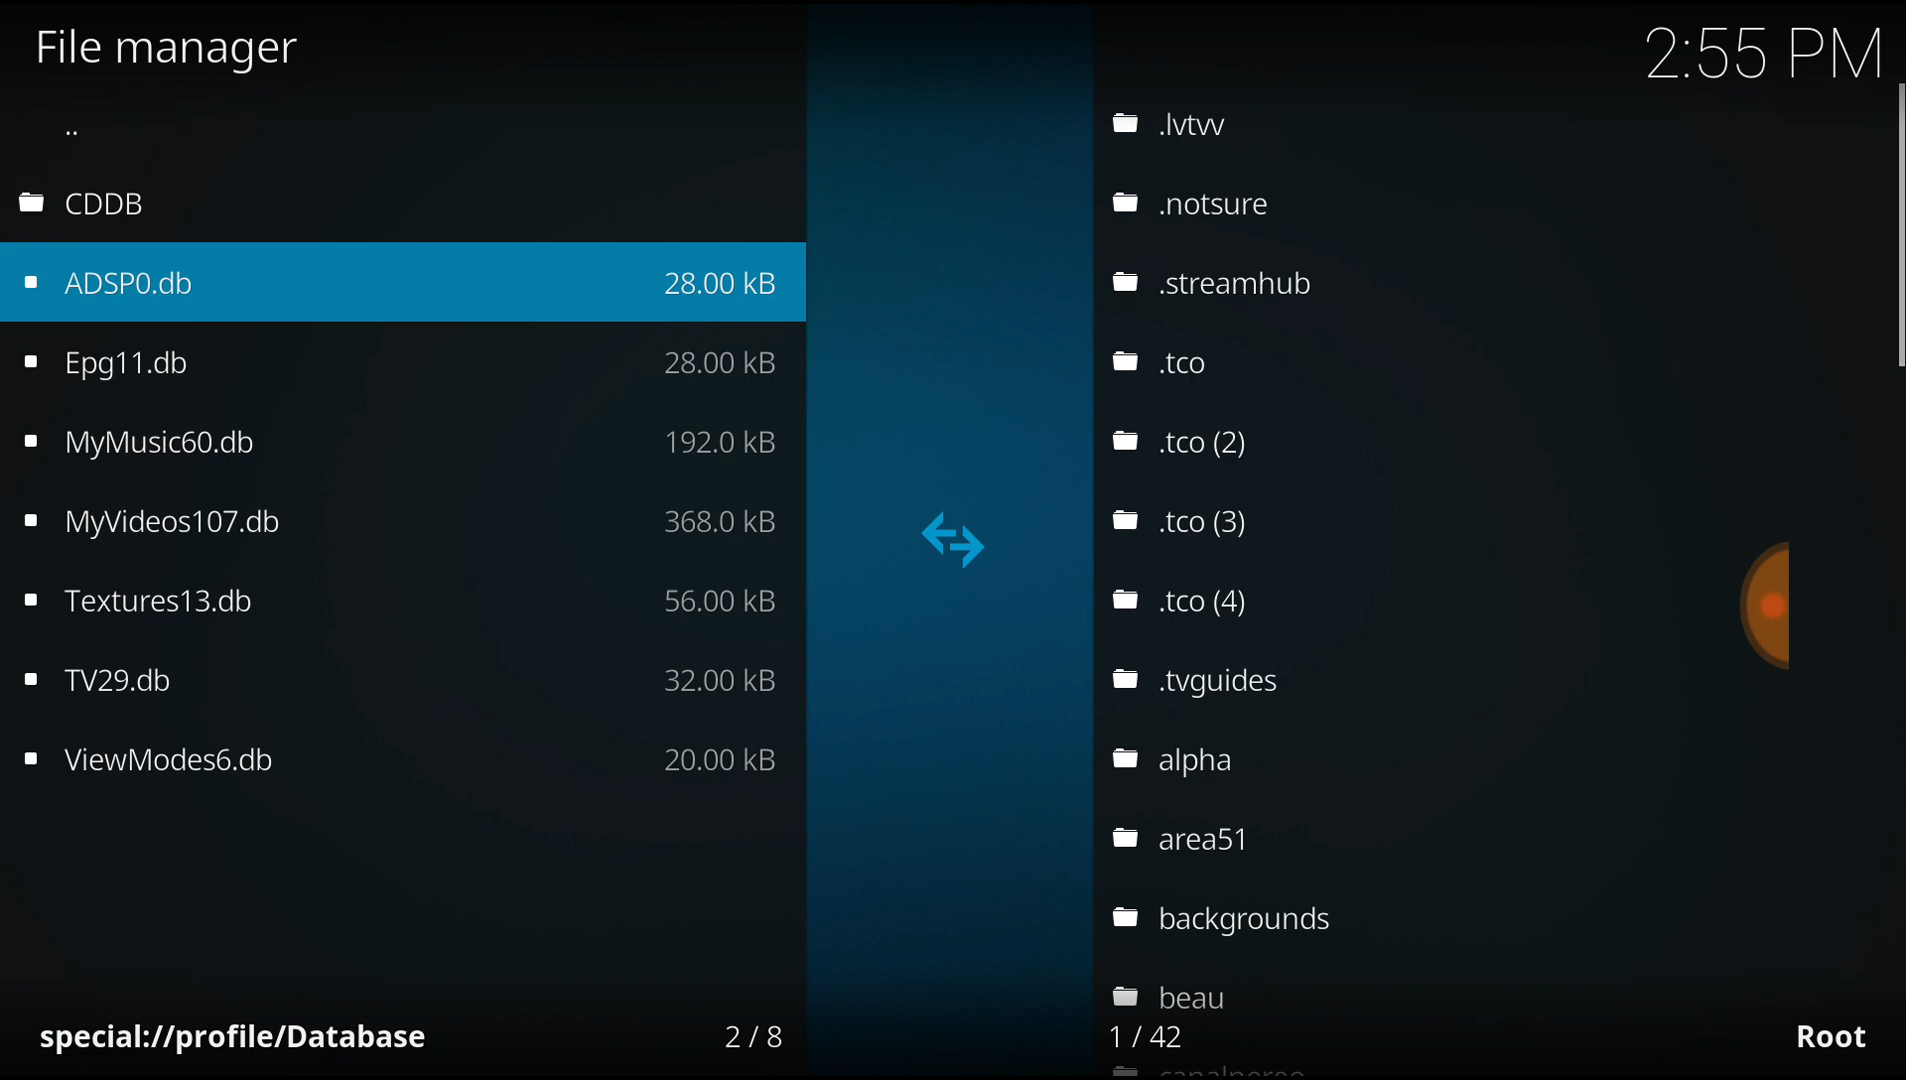 File manager
2:55 PM
..
CDDB
ADSP0.db 28.00 kB
Epg11.db 28.00 kB
MyMusic60.db 192.0 kB
MyVideos107.db 368.0 kB
Textures13.db 56.00 kB
TV29.db 32.00 kB
ViewModes6.db 20.00 kB
special://profile/Database 2 / 8
.lvtvv
.notsure
.streamhub
.tco
.tco (2)
.tco (3)
.tco (4)
.tvguides
alpha
area51
backgrounds
beau
1 / 42 Root